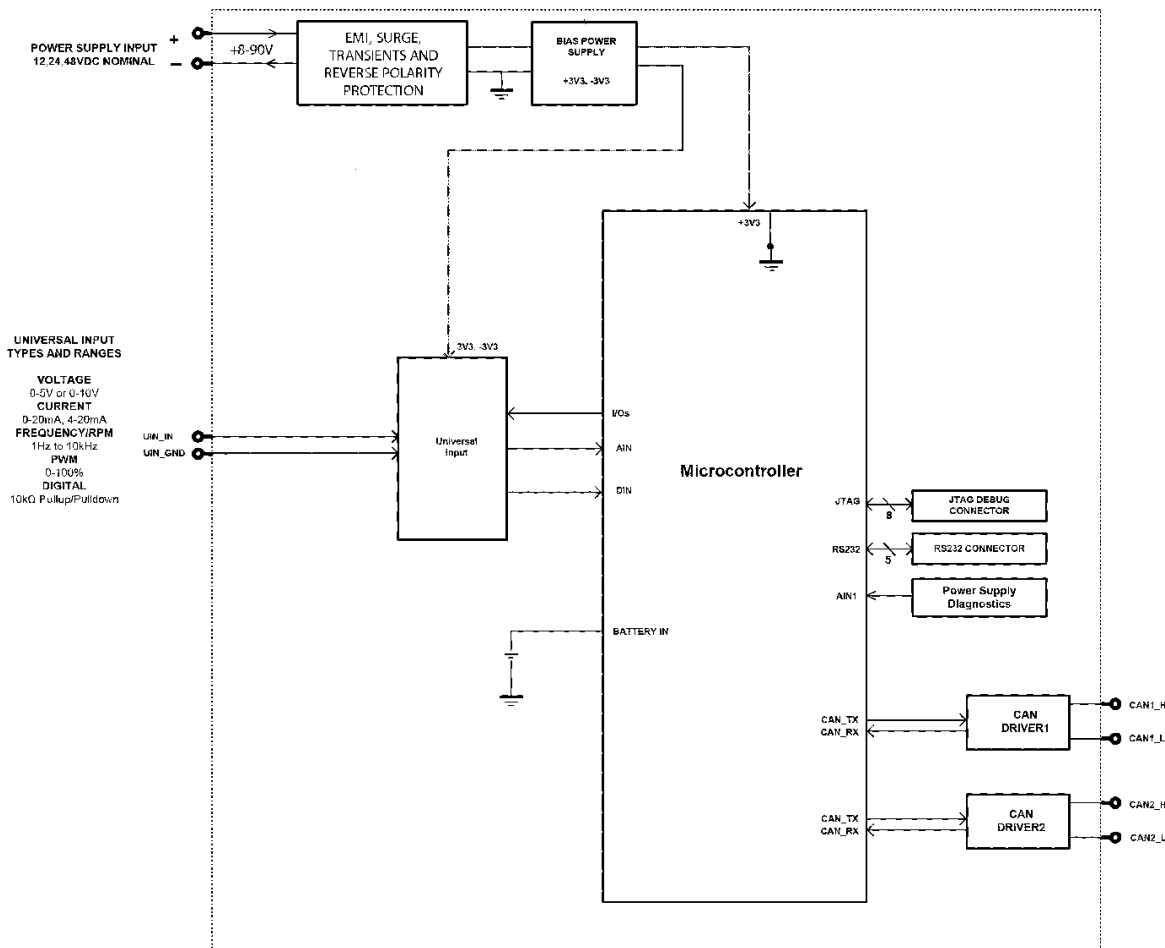 POWER SUPPLY INPUT
12,24,48VDC NOMINAL
+
−
+8-90V
EMI, SURGE,
TRANSIENTS AND
REVERSE POLARITY
PROTECTION
BIAS POWER
SUPPLY
+3V3. -3V3
+3V3
UNIVERSAL INPUT
TYPES AND RANGES
VOLTAGE
0-5V or 0-10V
CURRENT
0-20mA, 4-20mA
FREQUENCY/RPM
1Hz to 10kHz
PWM
0-100%
DIGITAL
10kΩ Pullup/Pulldown
UIN_IN
UIN_GND
3V3. -3V3
Universal
Input
I/Os
AIN
DIN
BATTERY IN
Microcontroller
JTAG
8
JTAG DEBUG
CONNECTOR
RS232
5
RS232 CONNECTOR
AIN1
Power Supply
Diagnostics
CAN_TX
CAN_RX
CAN
DRIVER1
CAN1_H
CAN1_L
CAN_TX
CAN_RX
CAN
DRIVER2
CAN2_H
CAN2_L